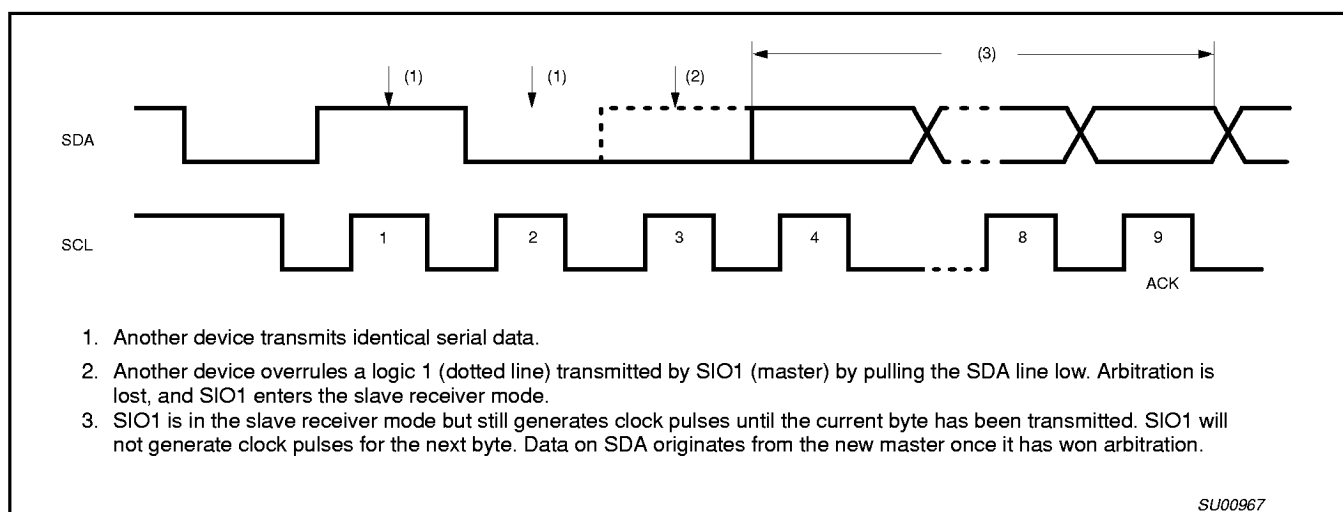 (3)
(1) (1) (2)
SDA
SCL
1 2 3 4 8 9
ACK
1. Another device transmits identical serial data.
2. Another device overrules a logic 1 (dotted line) transmitted by SIO1 (master) by pulling the SDA line low. Arbitration is
lost, and SIO1 enters the slave receiver mode.
3. SIO1 is in the slave receiver mode but still generates clock pulses until the current byte has been transmitted. SIO1 will
not generate clock pulses for the next byte. Data on SDA originates from the new master once it has won arbitration.
SU00967